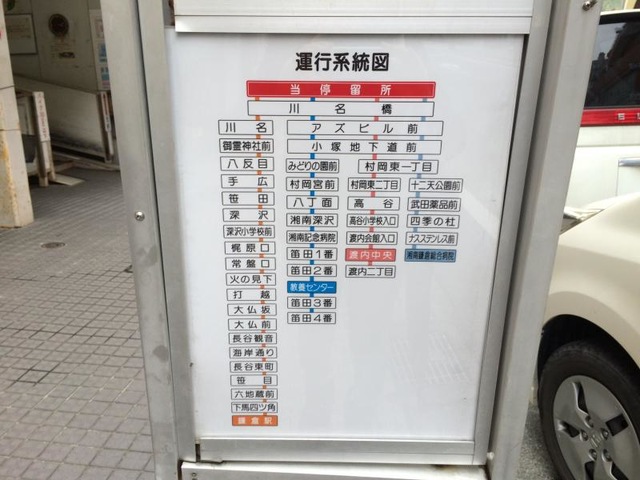 運行系統図
当停留所
川名橋
川名 アズビル前
御霊神社前 小塚地下道前
八反目 みどりの園前 村岡東一丁目
手広 村岡宮前 村岡東二丁目 十二天公園前
笛田 八丁面 高谷 武田薬品前
深沢 湘南深沢 高谷小学校入口 四季の杜
深沢小学校前 湘南記念病院 渡内会館入口 ナステンレス前
梶原口 笛田1番 渡内中央 湘南鎌倉総合病院
常盤口 笛田2番 渡内二丁目
火の見下 教養センター
打越 笛田3番
大仏坂 笛田4番
大仏前
長谷観音
海岸通り
長谷東町
笹目
六地蔵前
下馬四ツ角
鎌倉駅